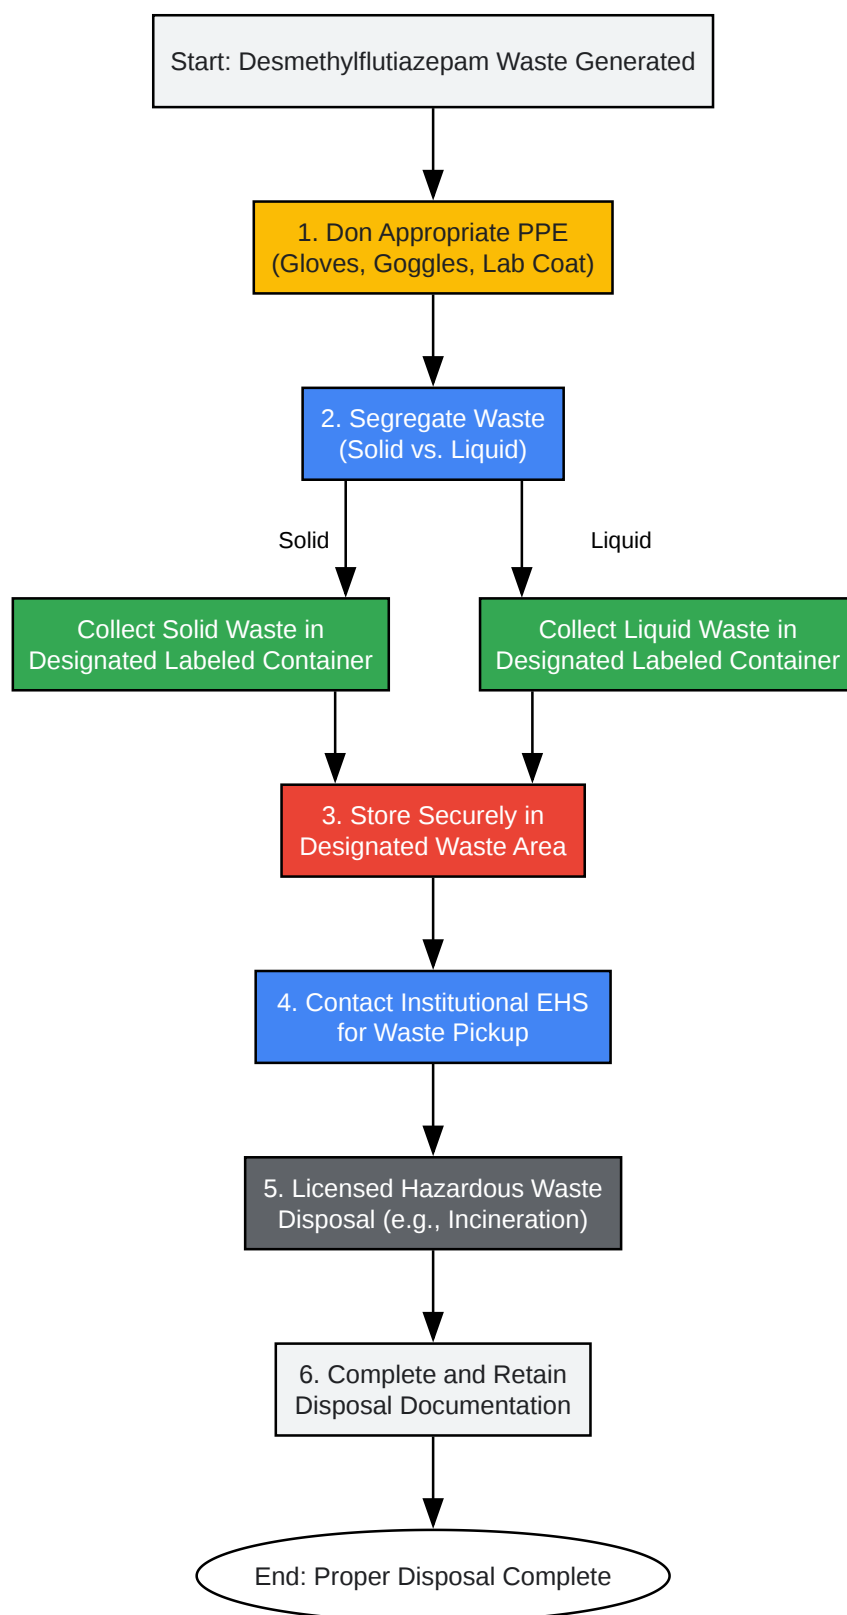 Start: Desmethylflutiazepam Waste Generated
1. Don Appropriate PPE
(Gloves, Goggles, Lab Coat)
2. Segregate Waste
(Solid vs. Liquid)
Solid
Liquid
Collect Solid Waste in
Designated Labeled Container
Collect Liquid Waste in
Designated Labeled Container
3. Store Securely in
Designated Waste Area
4. Contact Institutional EHS
for Waste Pickup
5. Licensed Hazardous Waste
Disposal (e.g., Incineration)
6. Complete and Retain
Disposal Documentation
End: Proper Disposal Complete